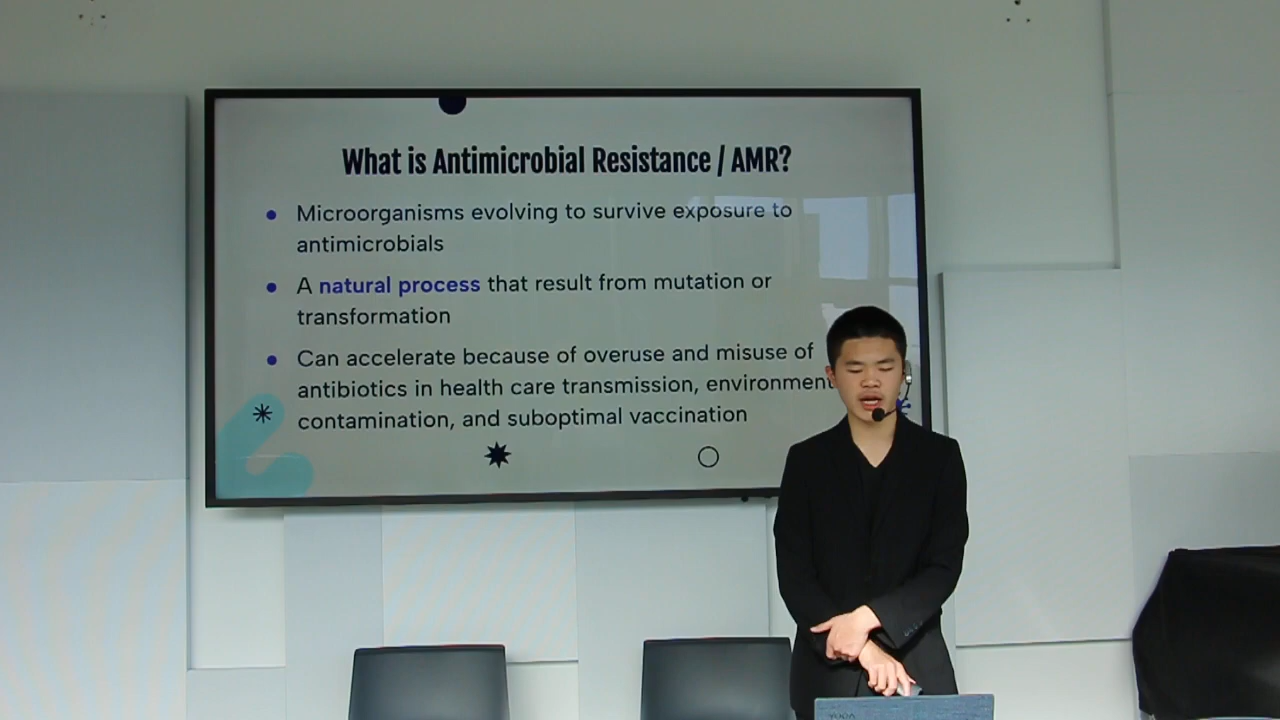 What is Antimicrobial Resistance / AMR?
Microorganisms evolving to survive exposure to
antimicrobials
A natural process that result from mutation or
transformation
Can accelerate because of overuse and misuse of
antibiotics in health care transmission, environment
contamination, and suboptimal vaccination
YOGA